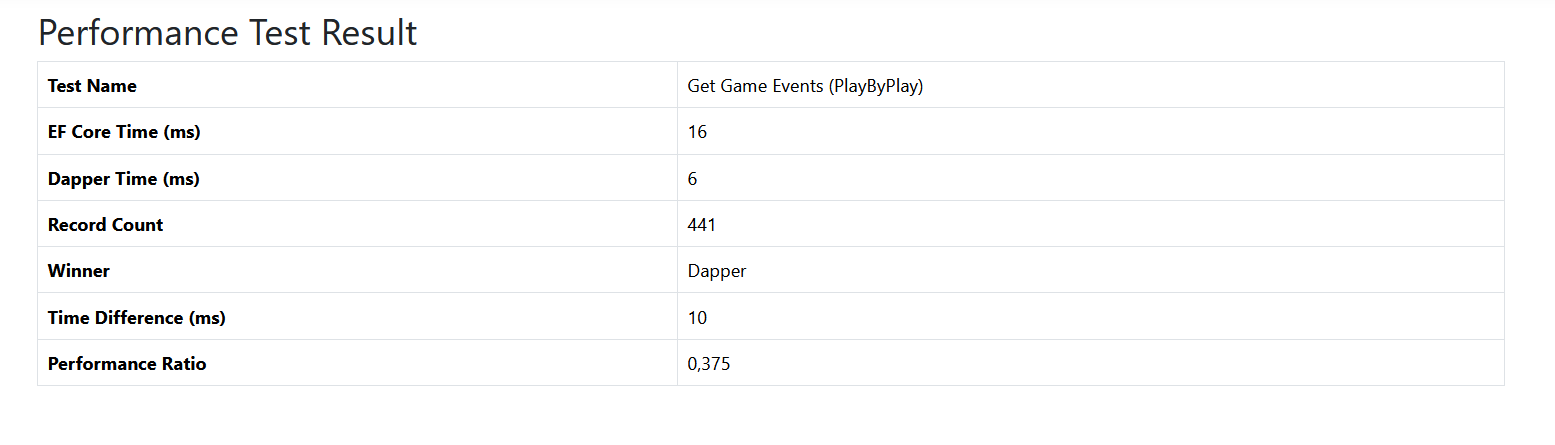 Performance Test Result
Test Name Get Game Events (PlayByPlay)
EF Core Time (ms) 16
Dapper Time (ms) 6
Record Count 441
Winner Dapper
Time Difference (ms) 10
Performance Ratio 0,375